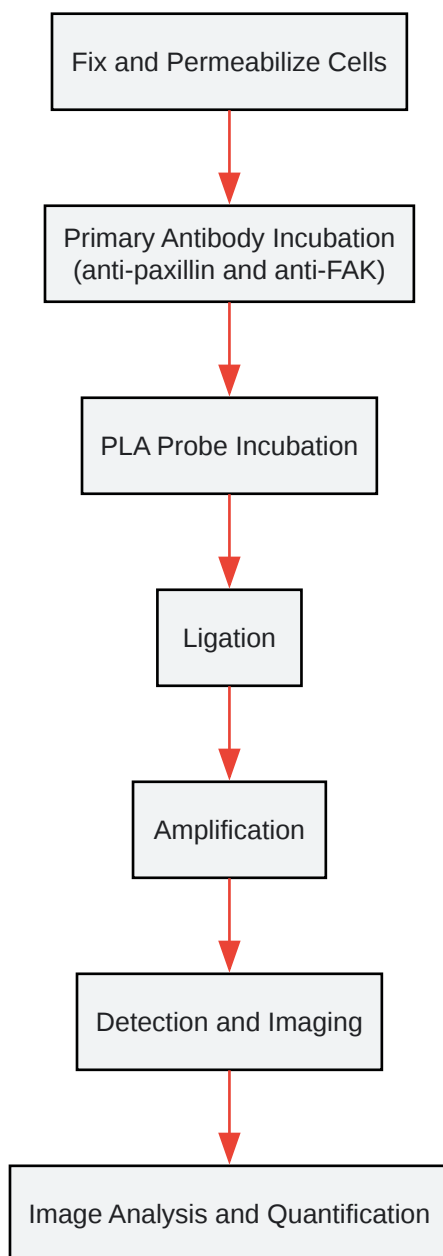 Fix and Permeabilize Cells
Primary Antibody Incubation
(anti-paxillin and anti-FAK)
PLA Probe Incubation
Ligation
Amplification
Detection and Imaging
Image Analysis and Quantification